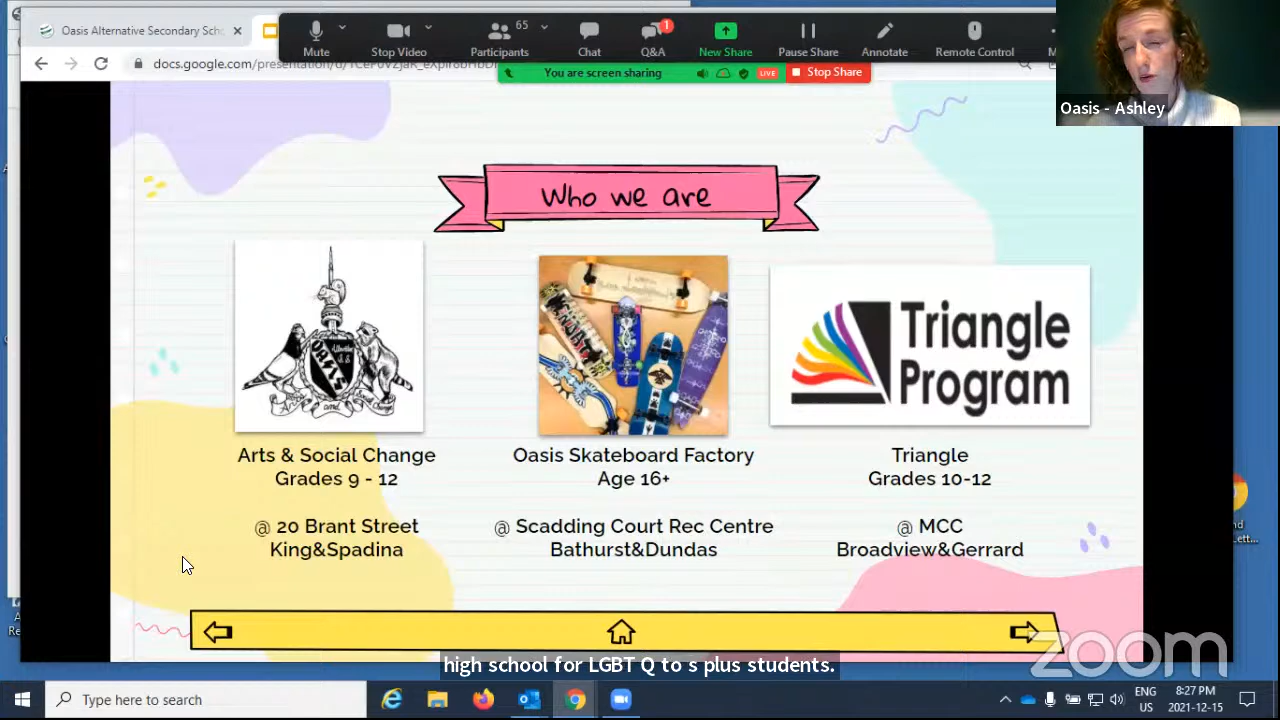 Oasis Alternative Secondary Scho
65
1
Mute
Stop Video
Participants
Chat
Q&A
New Share
Pause Share
Annotate
Remote Control
docs.google.com/presentation/d/
You are screen sharing
LIVE
Stop Share
Oasis - Ashley
Who we are
OASIS
Alternative
S.S.
Triangle
Program
Arts & Social Change
Grades 9 - 12
@ 20 Brant Street
King&Spadina
Oasis Skateboard Factory
Age 16+
@ Scadding Court Rec Centre
Bathurst&Dundas
Triangle
Grades 10-12
@ MCC
Broadview&Gerrard
zoom
high school for LGBT Q to s plus students.
Type here to search
ENG
US
8:27 PM
2021-12-15